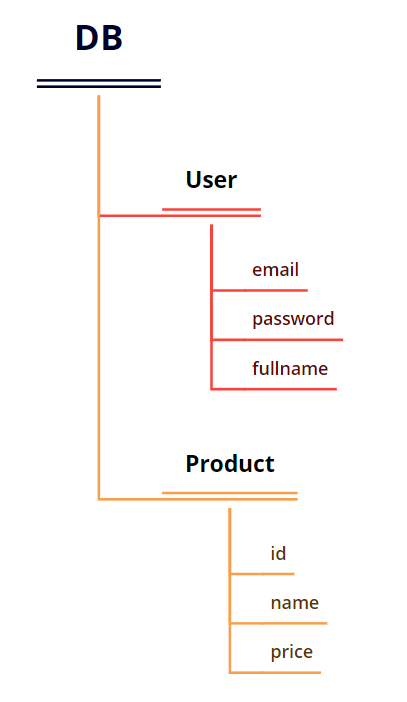 DB
User
email
password
fullname
Product
id
name
price